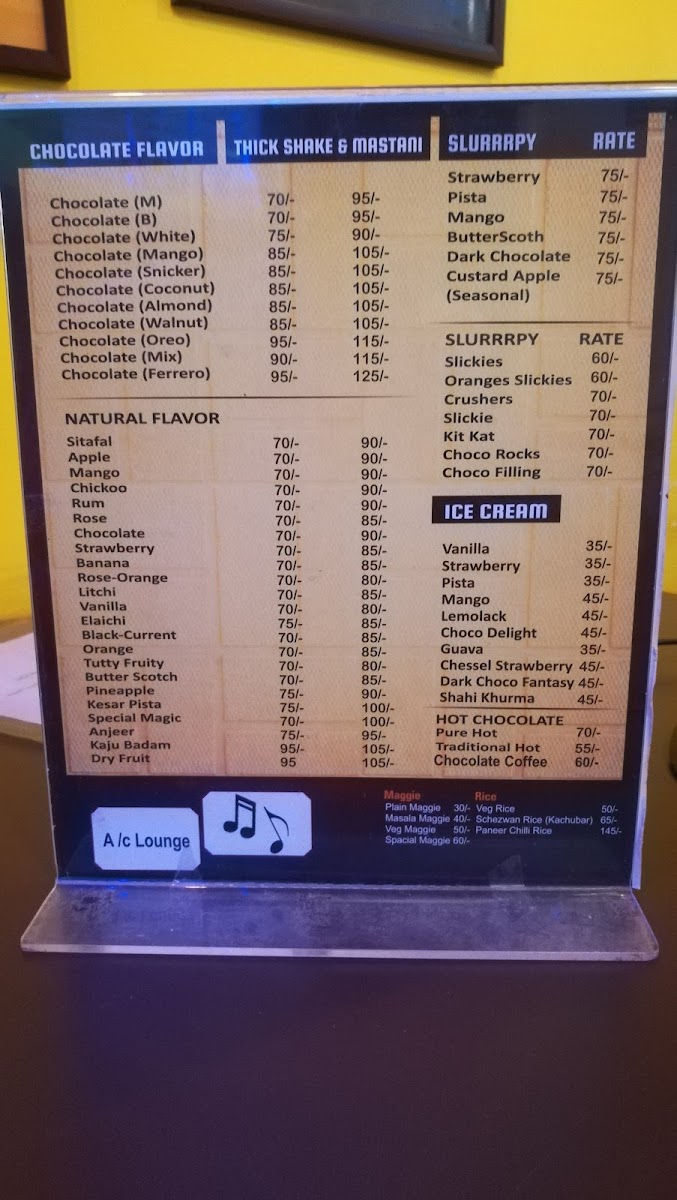 CHOCOLATE FLAVOR THICK SHAKE & MASTANI
Chocolate (M) 70/- 95/-
Chocolate (B) 70/- 95/-
Chocolate (White) 75/- 90/-
Chocolate (Mango) 85/- 105/-
Chocolate (Snicker) 85/- 105/-
Chocolate (Coconut) 85/- 105/-
Chocolate (Almond) 85/- 105/-
Chocolate (Walnut) 85/- 105/-
Chocolate (Oreo) 95/- 115/-
Chocolate (Mix) 90/- 115/-
Chocolate (Ferrero) 95/- 125/-
NATURAL FLAVOR
Sitafal 70/- 90/-
Apple 70/- 90/-
Mango 70/- 90/-
Chickoo 70/- 90/-
Rum 70/- 90/-
Rose 70/- 85/-
Chocolate 70/- 90/-
Strawberry 70/- 85/-
Banana 70/- 85/-
Rose-Orange 70/- 80/-
Litchi 70/- 85/-
Vanilla 70/- 80/-
Elaichi 75/- 85/-
Black-Current 70/- 85/-
Orange 70/- 85/-
Tutty Fruity 70/- 80/-
Butter Scotch 70/- 85/-
Pineapple 75/- 90/-
Kesar Pista 75/- 100/-
Special Magic 70/- 100/-
Anjeer 75/- 95/-
Kaju Badam 95/- 105/-
Dry Fruit 95 105/-
SLURRRPY RATE
Strawberry 75/-
Pista 75/-
Mango 75/-
ButterScoth 75/-
Dark Chocolate 75/-
Custard Apple 75/-
(Seasonal)
SLURRRPY RATE
Slickies 60/-
Oranges Slickies 60/-
Crushers 70/-
Slickie 70/-
Kit Kat 70/-
Choco Rocks 70/-
Choco Filling 70/-
ICE CREAM
Vanilla 35/-
Strawberry 35/-
Pista 35/-
Mango 45/-
Lemolack 45/-
Choco Delight 45/-
Guava 35/-
Chessel Strawberry 45/-
Dark Choco Fantasy 45/-
Shahi Khurma 45/-
HOT CHOCOLATE
Pure Hot 70/-
Traditional Hot 55/-
Chocolate Coffee 60/-
A/c Lounge
Maggie
Plain Maggie 30/-
Masala Maggie 40/-
Veg Maggie 50/-
Spacial Maggie 60/-
Rice
Veg Rice 50/-
Schezwan Rice (Kachubar) 65/-
Paneer Chilli Rice 145/-